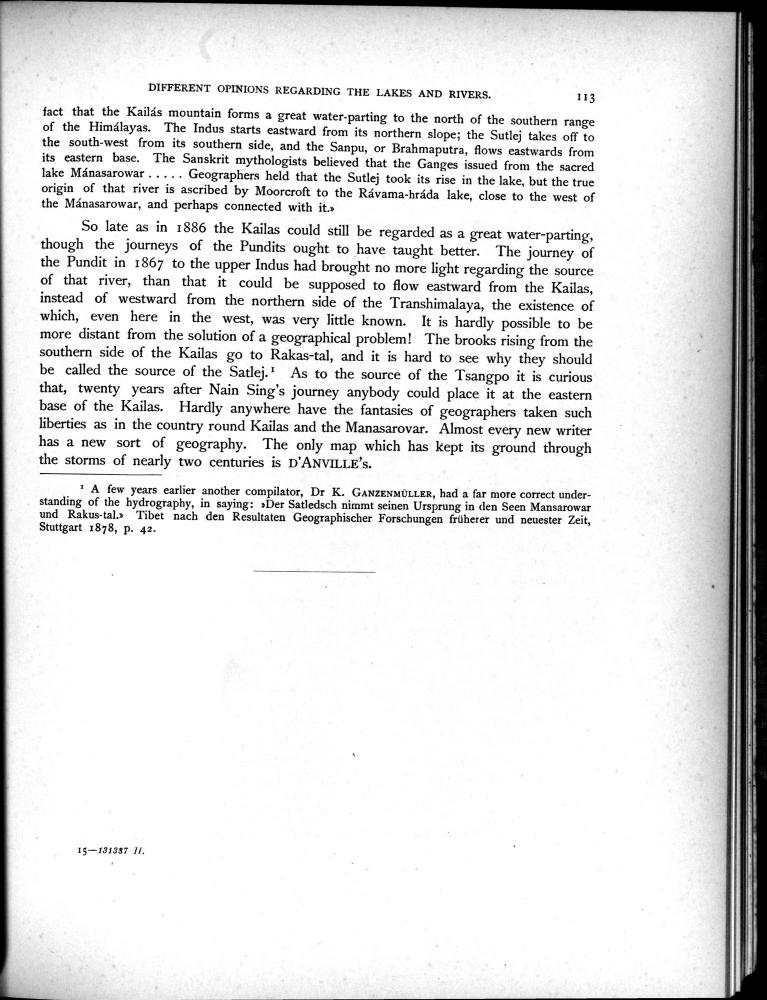 DIFFERENT OPINIONS REGARDING THE LAKES AND RIVERS. 113
fact that the Kailás mountain forms a great water-parting to the north of the southern range
of the Himálayas. The Indus starts eastward from its northern slope; the Sutlej takes off to
the south-west from its southern side, and the Sanpu, or Brahmaputra, flows eastwards from
its eastern base. The Sanskrit mythologists believed that the Ganges issued from the sacred
lake Mánasarowar . . . . . Geographers held that the Sutlej took its rise in the lake, but the true
origin of that river is ascribed by Moorcroft to the Rávama-hráda lake, close to the west of
the Mánasarowar, and perhaps connected with it.»
So late as in 1886 the Kailas could still be regarded as a great water-parting,
though the journeys of the Pundits ought to have taught better. The journey of
the Pundit in 1867 to the upper Indus had brought no more light regarding the source
of that river, than that it could be supposed to flow eastward from the Kailas,
instead of westward from the northern side of the Transhimalaya, the existence of
which, even here in the west, was very little known. It is hardly possible to be
more distant from the solution of a geographical problem! The brooks rising from the
southern side of the Kailas go to Rakas-tal, and it is hard to see why they should
be called the source of the Satlej.¹ As to the source of the Tsangpo it is curious
that, twenty years after Nain Sing's journey anybody could place it at the eastern
base of the Kailas. Hardly anywhere have the fantasies of geographers taken such
liberties as in the country round Kailas and the Manasarovar. Almost every new writer
has a new sort of geography. The only map which has kept its ground through
the storms of nearly two centuries is D'ANVILLE's.
¹ A few years earlier another compilator, Dr K. GANZENMÜLLER, had a far more correct under-
standing of the hydrography, in saying: »Der Satledsch nimmt seinen Ursprung in den Seen Mansarowar
und Rakus-tal.» Tibet nach den Resultaten Geographischer Forschungen früherer und neuester Zeit,
Stuttgart 1878, p. 42.
15—131387 II.